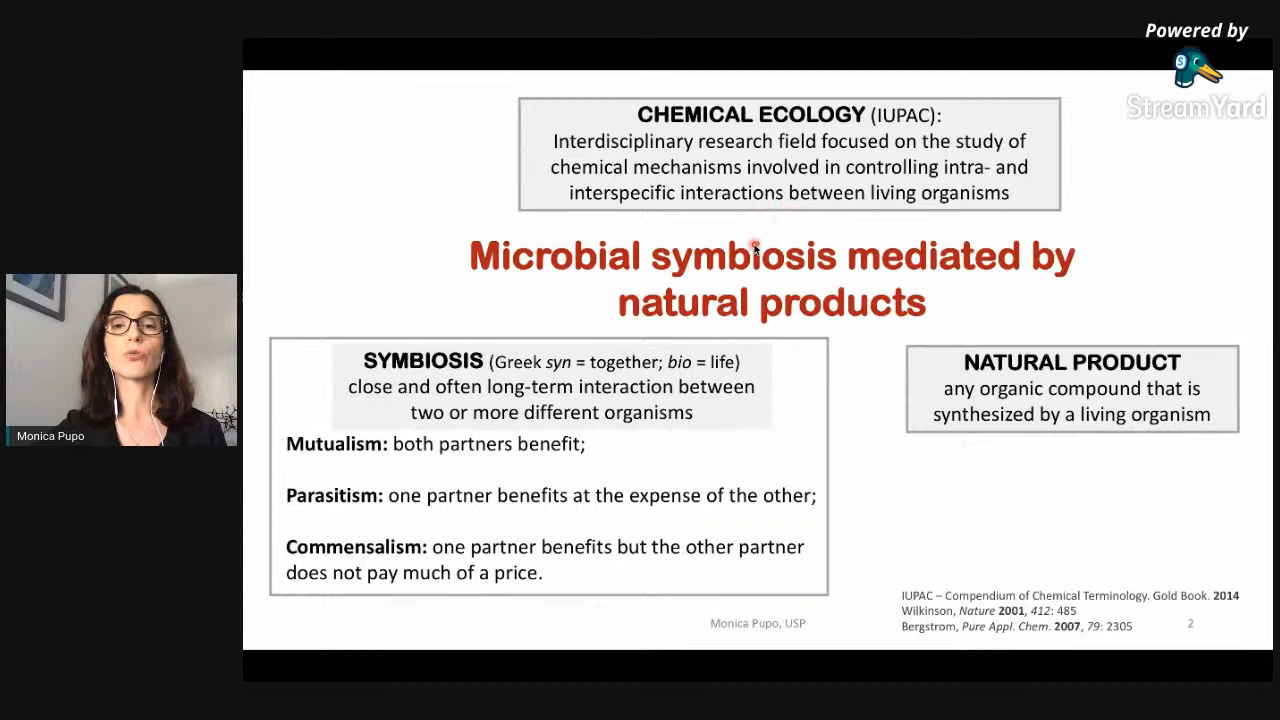 Powered by
StreamYard
CHEMICAL ECOLOGY (IUPAC):
Interdisciplinary research field focused on the study of
chemical mechanisms involved in controlling intra- and
interspecific interactions between living organisms
Microbial symbiosis mediated by
natural products
SYMBIOSIS (Greek syn = together; bio = life)
close and often long-term interaction between
two or more different organisms
Mutualism: both partners benefit;
Parasitism: one partner benefits at the expense of the other;
Commensalism: one partner benefits but the other partner
does not pay much of a price.
NATURAL PRODUCT
any organic compound that is
synthesized by a living organism
Monica Pupo
IUPAC – Compendium of Chemical Terminology. Gold Book. 2014
Wilkinson, Nature 2001, 412: 485
Bergstrom, Pure Appl. Chem. 2007, 79: 2305
Monica Pupo, USP
2